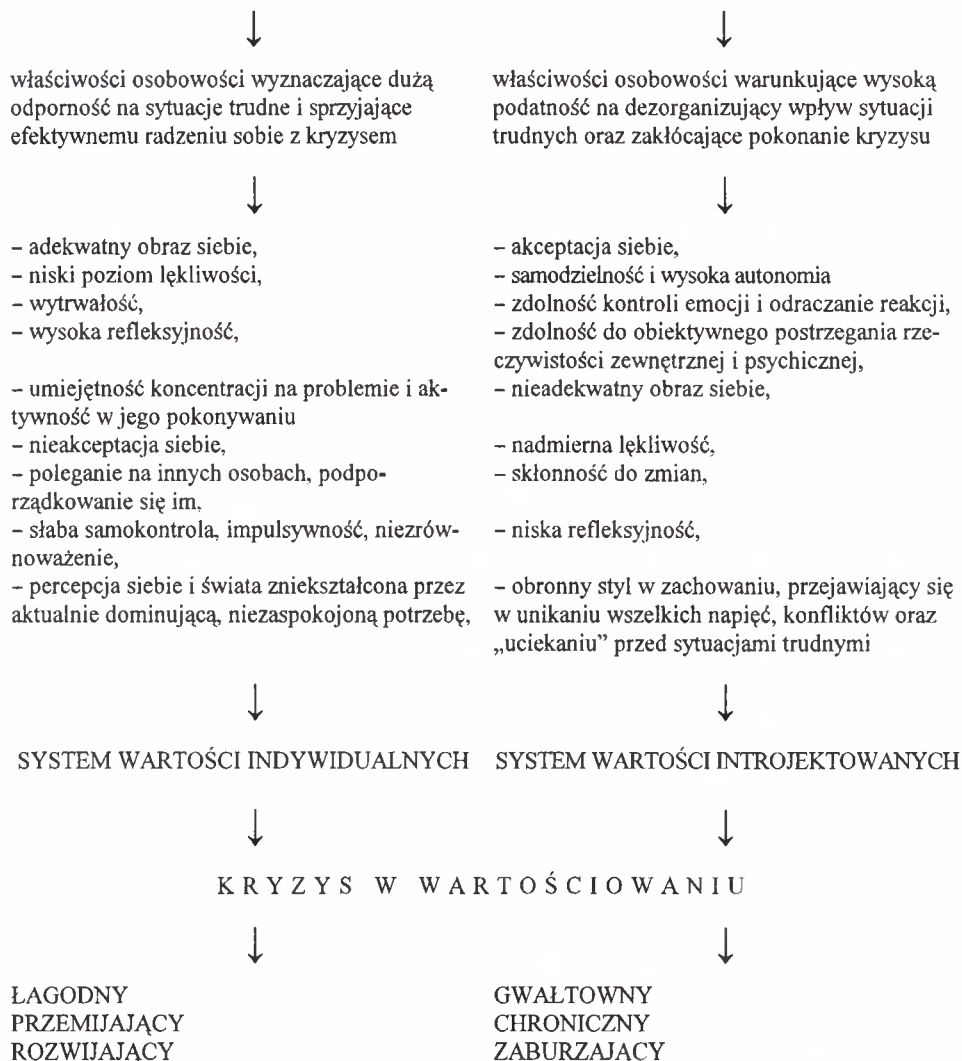 właściwości osobowości wyznaczające dużą
odporność na sytuacje trudne i sprzyjające
efektywnemu radzeniu sobie z kryzysem
właściwości osobowości warunkujące wysoką
podatność na dezorganizujący wpływ sytuacji
trudnych oraz zakłócające pokonanie kryzysu
– adekwatny obraz siebie,
– niski poziom lękliwości,
– wytrwałość,
– wysoka refleksyjność,
– umiejętność koncentracji na problemie i ak-
tywność w jego pokonywaniu
– nieakceptacja siebie,
– poleganie na innych osobach, podpo-
rządkowanie się im,
– słaba samokontrola, impulsywność, niezrów-
noważenie,
– percepcja siebie i świata zniekształcona przez
aktualnie dominującą, niezaspokojoną potrzebę,
– akceptacja siebie,
– samodzielność i wysoka autonomia
– zdolność kontroli emocji i odraczanie reakcji,
– zdolność do obiektywnego postrzegania rze-
czywistości zewnętrznej i psychicznej,
– nieadekwatny obraz siebie,
– nadmierna lękliwość,
– skłonność do zmian,
– niska refleksyjność,
– obronny styl w zachowaniu, przejawiający się
w unikaniu wszelkich napięć, konfliktów oraz
„uciekaniu” przed sytuacjami trudnymi
SYSTEM WARTOŚCI INDYWIDUALNYCH
SYSTEM WARTOŚCI INTROJEKTOWANYCH
KRYZYS W WARTOŚCIOWANIU
ŁAGODNY
PRZEMIJAJĄCY
ROZWIJAJĄCY
GWAŁTOWNY
CHRONICZNY
ZABURZAJĄCY